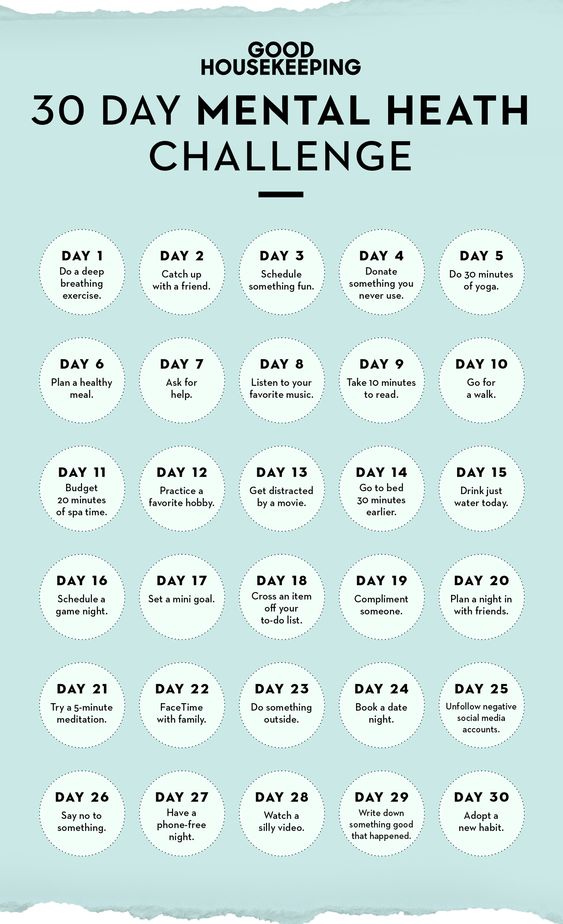 GOOD
HOUSEKEEPING
30 DAY MENTAL HEATH
CHALLENGE
DAY 1
Do a deep
breathing
exercise.
DAY 2
Catch up
with a friend.
DAY 3
Schedule
something fun.
DAY 4
Donate
something you
never use.
DAY 5
Do 30 minutes
of yoga.
DAY 6
Plan a healthy
meal.
DAY 7
Ask for
help.
DAY 8
Listen to your
favorite music.
DAY 9
Take 10 minutes
to read.
DAY 10
Go for
a walk.
DAY 11
Budget
20 minutes
of spa time.
DAY 12
Practice a
favorite hobby.
DAY 13
Get distracted
by a movie.
DAY 14
Go to bed
30 minutes
earlier.
DAY 15
Drink just
water today.
DAY 16
Schedule a
game night.
DAY 17
Set a mini goal.
DAY 18
Cross an item
off your
to-do list.
DAY 19
Compliment
someone.
DAY 20
Plan a night in
with friends.
DAY 21
Try a 5-minute
meditation.
DAY 22
FaceTime
with family.
DAY 23
Do something
outside.
DAY 24
Book a date
night.
DAY 25
Unfollow negative
social media
accounts.
DAY 26
Say no to
something.
DAY 27
Have a
phone-free
night.
DAY 28
Watch a
silly video.
DAY 29
Write down
something good
that happened.
DAY 30
Adopt a
new habit.